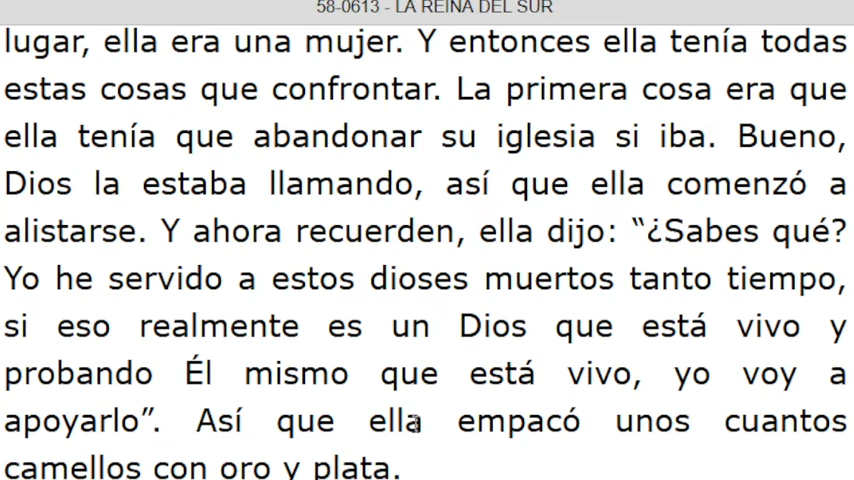 58-0613 - LA REINA DEL SUR
lugar, ella era una mujer. Y entonces ella tenía todas
estas cosas que confrontar. La primera cosa era que
ella tenía que abandonar su iglesia si iba. Bueno,
Dios la estaba llamando, así que ella comenzó a
alistarse. Y ahora recuerden, ella dijo: “¿Sabes qué?
Yo he servido a estos dioses muertos tanto tiempo,
si eso realmente es un Dios que está vivo y
probando Él mismo que está vivo, yo voy a
apoyarlo”. Así que ella empacó unos cuantos
camellos con oro y plata.